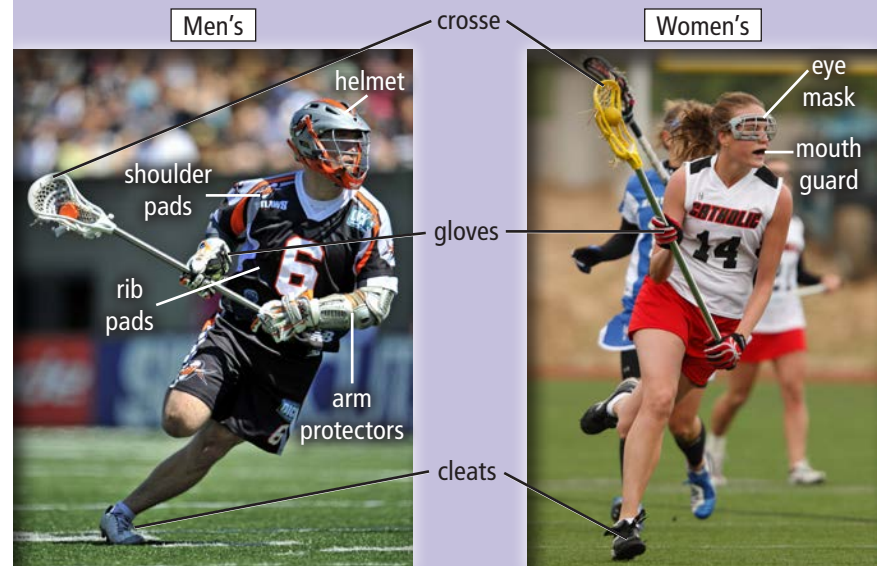 Men's
crosse
Women's
helmet
eye
mask
mouth
guard
shoulder
pads
gloves
rib
pads
arm
protectors
cleats
6
CATHOLIC
14